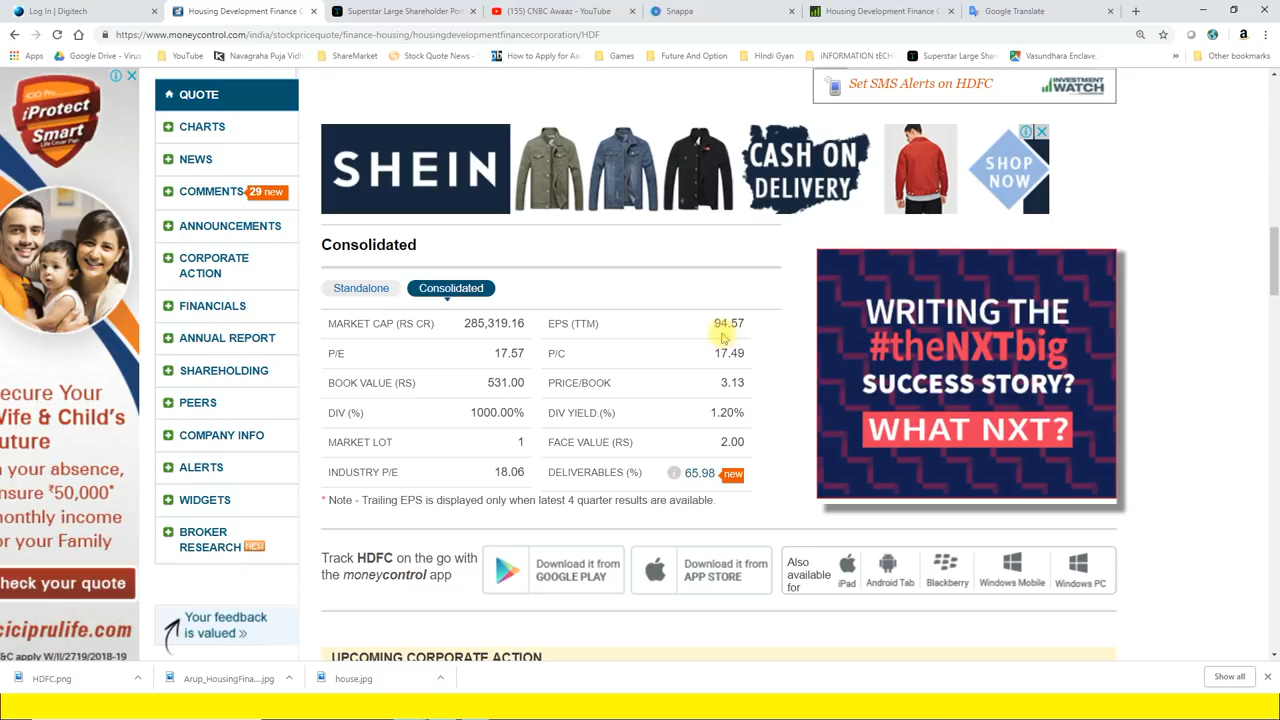 Log In | Digitech
Housing Development Finance C
Superstar Large Shareholder Por
(155) CNBC Awaaz - YouTube
Snappa
Housing Development Finance C
Google Translate
https://www.moneycontrol.com/india/stockpricequote/finance-housing/housingdevelopmentfinancecorporation/HDF
Apps
Google Drive - Virus
YouTube
Navagraha Puja Vidh
ShareMarket
Stock Quote News -
How to Apply for Aa
Games
Future And Option
HIndi Gyan
iNFORMATION tECH
Superstar Large Shar
Vasundhara Enclave,
»
Other bookmarks
iProtect
Smart
ecure Your
Wife & Child's
uture
n your absence,
nsure ₹50,000*
monthly income
or your Family
Check your quote
iciciprulife.com
&C apply W/II/2719/2018-19
QUOTE
CHARTS
NEWS
COMMENTS 29 new
ANNOUNCEMENTS
CORPORATE
ACTION
FINANCIALS
ANNUAL REPORT
SHAREHOLDING
PEERS
COMPANY INFO
ALERTS
WIDGETS
BROKER
RESEARCH NEW
Your feedback
is valued »
Set SMS Alerts on HDFC
INVESTMENT
WATCH
SHEIN
CASH ON
DELIVERY
SHOP
NOW
Consolidated
Standalone
Consolidated
MARKET CAP (RS CR) 285,319.16 EPS (TTM) 94.57
P/E 17.57 P/C 17.49
BOOK VALUE (RS) 531.00 PRICE/BOOK 3.13
DIV (%) 1000.00% DIV YIELD.(%) 1.20%
MARKET LOT 1 FACE VALUE (RS) 2.00
INDUSTRY P/E 18.06 DELIVERABLES (%) i 65.98 new
* Note - Trailing EPS is displayed only when latest 4 quarter results are available.
WRITING THE
#theNXTbig
SUCCESS STORY?
WHAT NXT?
Track HDFC on the go with
the moneycontrol app
Download it from
GOOGLE PLAY
Download it from
APP STORE
Also
available
for
iPad
Android Tab
Blackberry
Windows Mobile
Windows PC
UPCOMING CORPORATE ACTION
HDFC.png
Arup_HousingFina....jpg
house.jpg
Show all